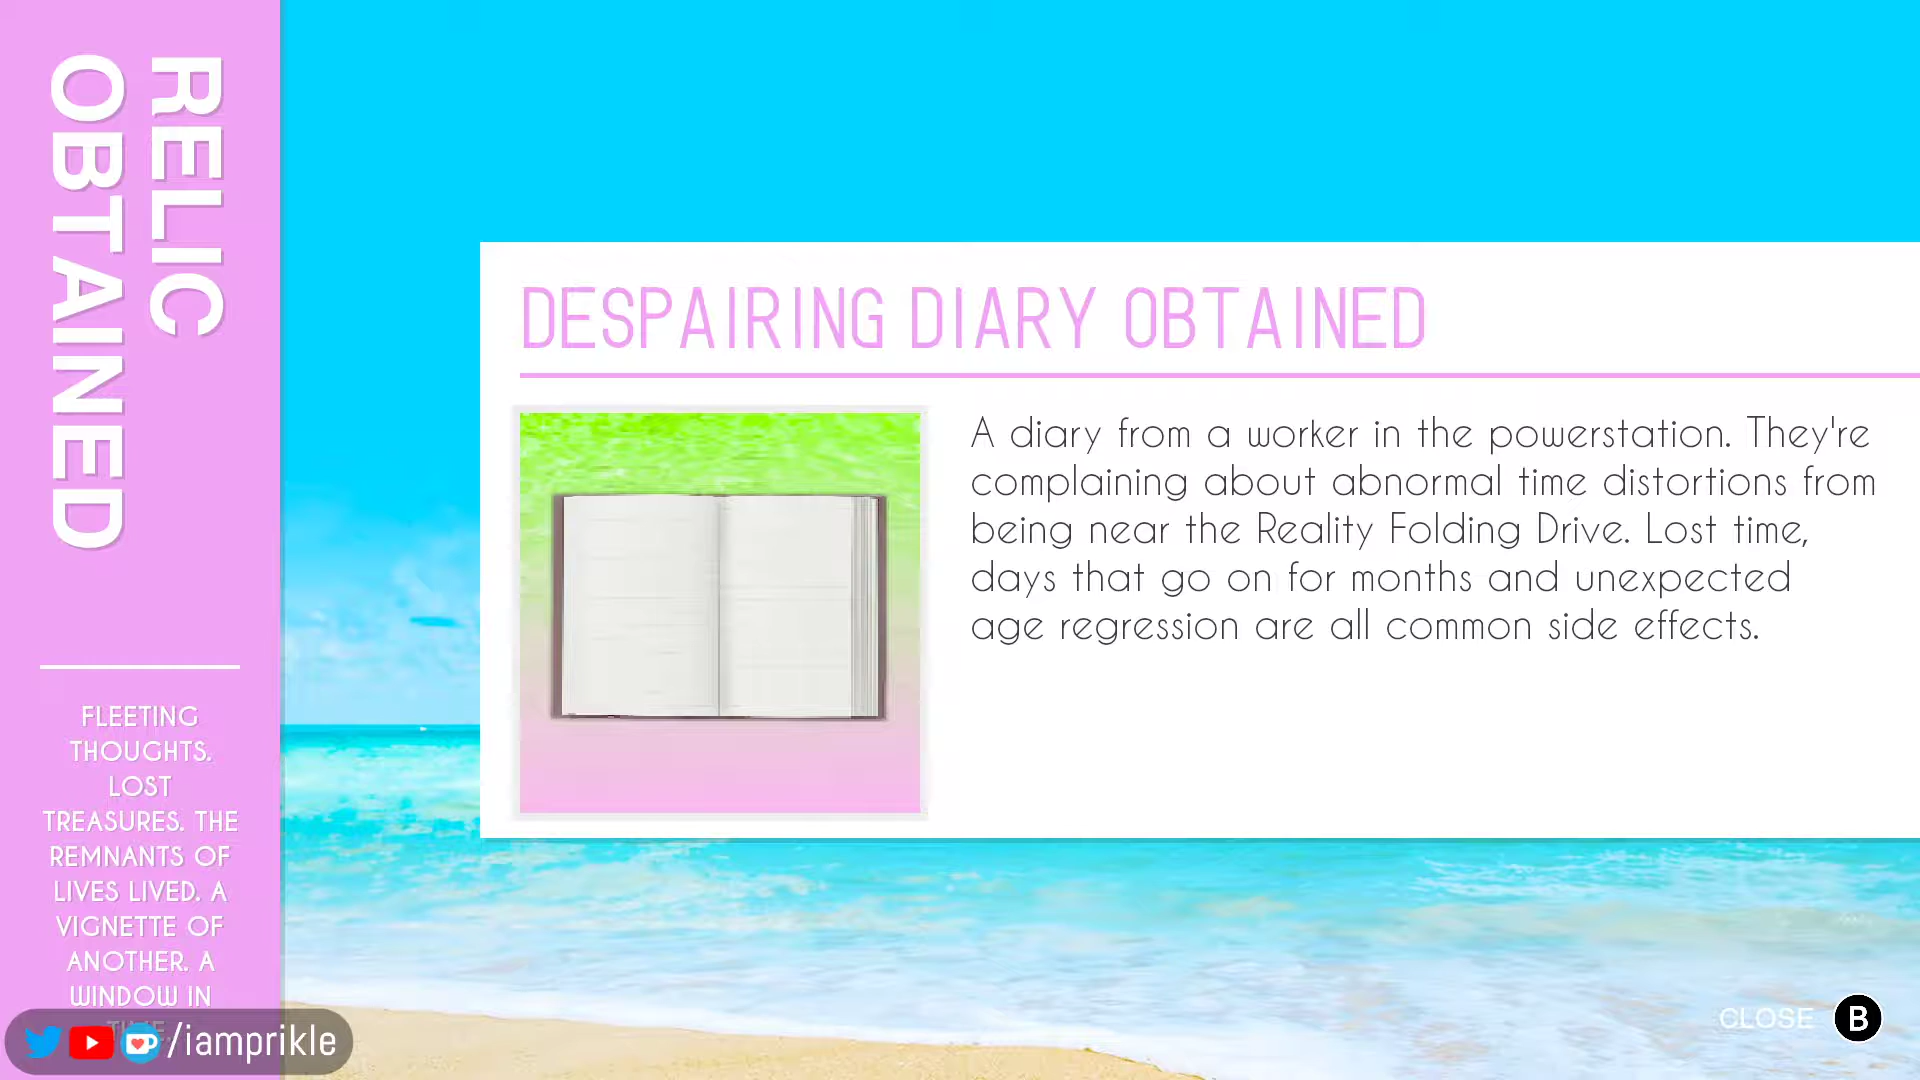 RELIC
OBTAINED
FLEETING
THOUGHTS.
LOST
TREASURES. THE
REMNANTS OF
LIVES LIVED. A
VIGNETTE OF
ANOTHER. A
WINDOW IN
TIME.
/iamprikle
DESPAIRING DIARY OBTAINED
A diary from a worker in the powerstation. They're
complaining about abnormal time distortions from
being near the Reality Folding Drive. Lost time,
days that go on for months and unexpected
age regression are all common side effects.
CLOSE B